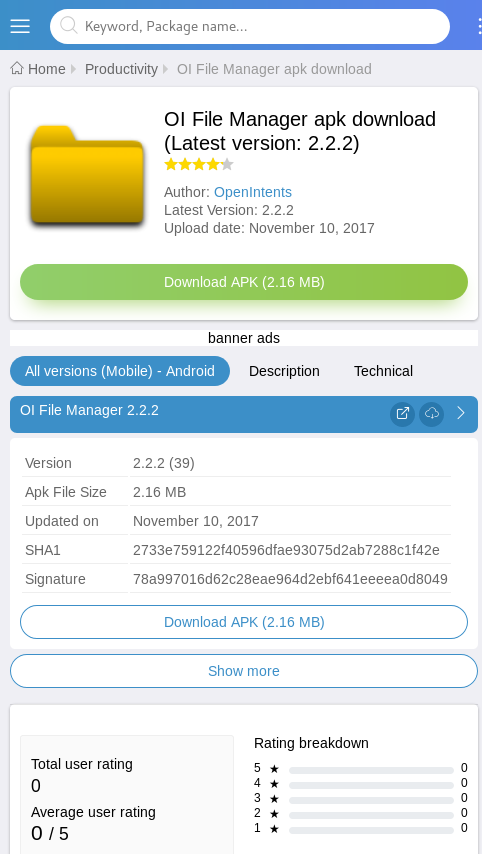 Keyword, Package name...
Home Productivity OI File Manager apk download
OI File Manager apk download
(Latest version: 2.2.2)
Author: OpenIntents
Latest Version: 2.2.2
Upload date: November 10, 2017
Download APK (2.16 MB)
banner ads
All versions (Mobile) - Android Description Technical
OI File Manager 2.2.2
Version 2.2.2 (39)
Apk File Size 2.16 MB
Updated on November 10, 2017
SHA1 2733e759122f40596dfae93075d2ab7288c1f42e
Signature 78a997016d62c28eae964d2ebf641eeeea0d8049
Download APK (2.16 MB)
Show more
Total user rating
0
Average user rating
0 / 5
Rating breakdown
5 ★ 0
4 ★ 0
3 ★ 0
2 ★ 0
1 ★ 0